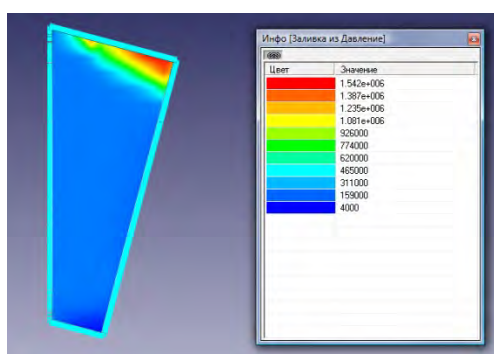 Инфо [Заливка из Давление]
Цвет Значение
1.542e+006
1.387e+006
1.235e+006
1.081e+006
926000
774000
620000
465000
311000
159000
4000